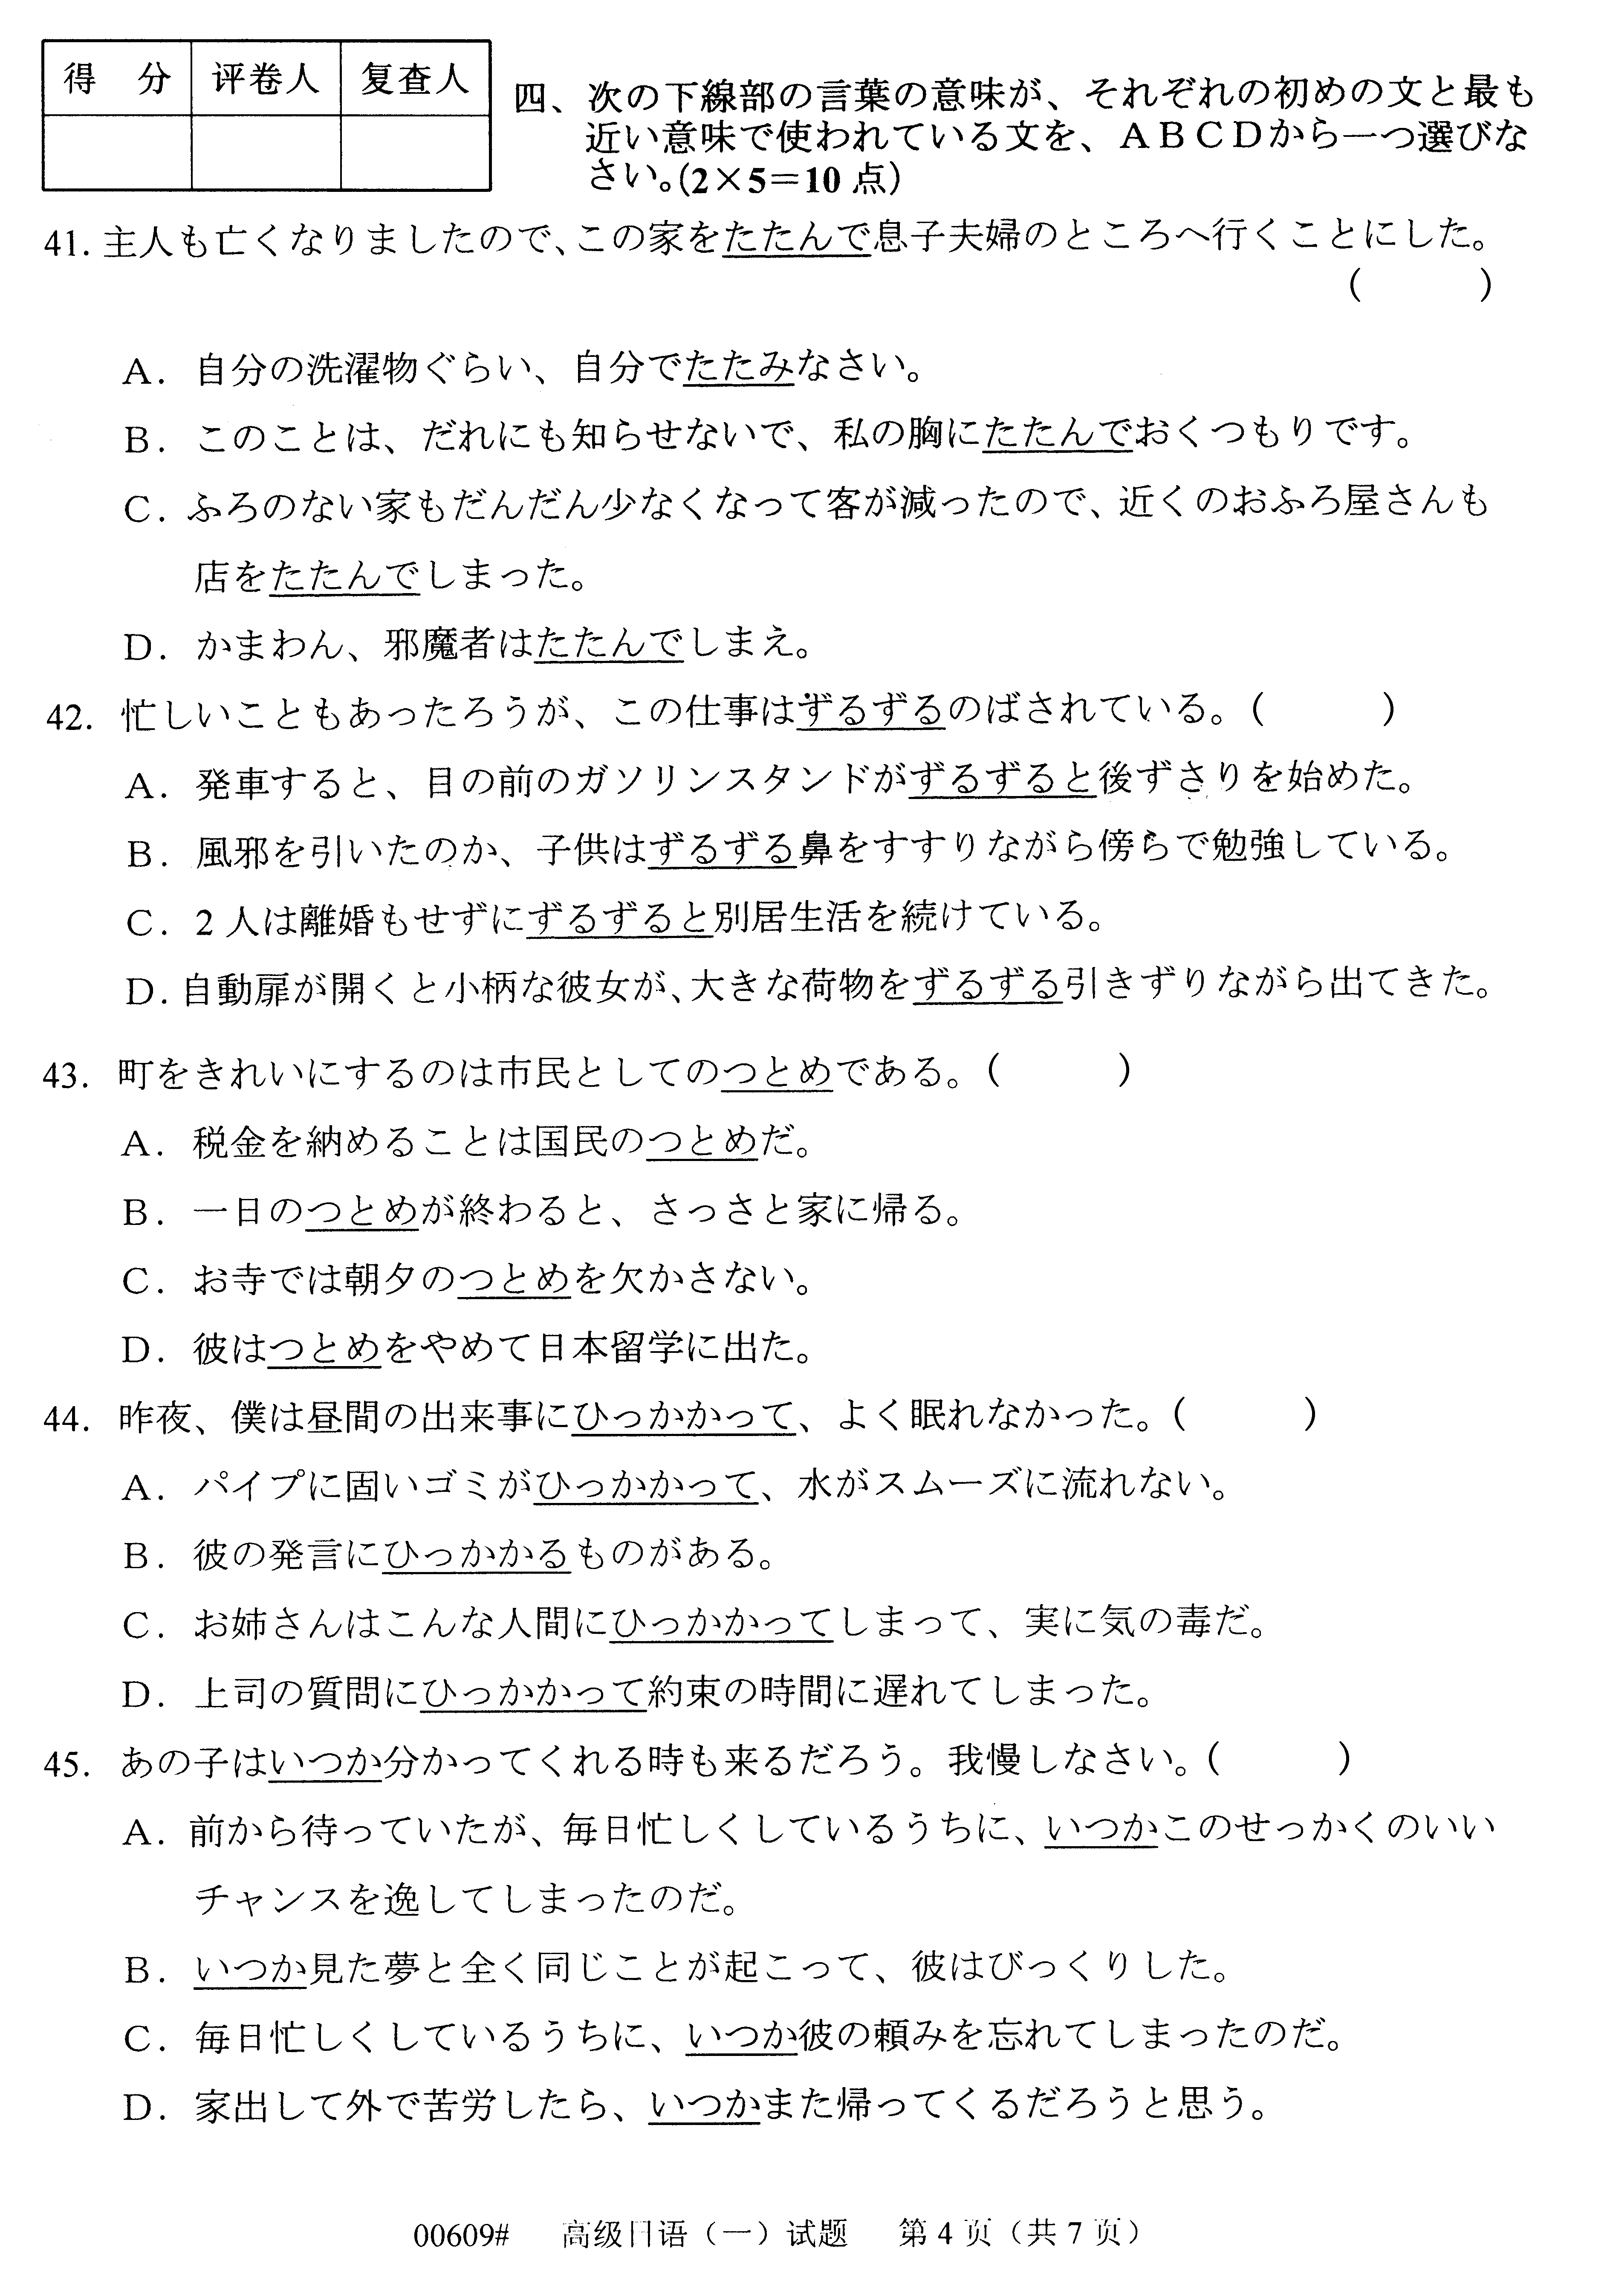 得　分　评卷人　复查人
四、次の下線部の言葉の意味が、それぞれの初めの文と最も
近い意味で使われている文を、ＡＢＣＤから一つ選びな
さい。(2×5＝10 点)
41. 主人も亡くなりましたので、この家をたたんで息子夫婦のところへ行くことにした。
(　　　)
A．自分の洗濯物ぐらい、自分でたたみなさい。
B．このことは、だれにも知らせないで、私の胸にたたんでおくつもりです。
C．ふろのない家もだんだん少なくなって客が減ったので、近くのおふろ屋さんも
店をたたんでしまった。
D．かまわん、邪魔者はたたんでしまえ。
42．忙しいこともあったろうが、この仕事はずるずるのばされている。(　　　)
A．発車すると、目の前のガソリンスタンドがずるずると後ずさりを始めた。
B．風邪を引いたのか、子供はずるずる鼻をすすりながら傍らで勉強している。
C．2 人は離婚もせずにずるずると別居生活を続けている。
D. 自動扉が開くと小柄な彼女が、大きな荷物をずるずる引きずりながら出てきた。
43．町をきれいにするのは市民としてのつとめである。(　　　)
A．税金を納めることは国民のつとめだ。
B．一日のつとめが終わると、さっさと家に帰る。
C．お寺では朝夕のつとめを欠かさない。
D．彼はつとめをやめて日本留学に出た。
44．昨夜、僕は昼間の出来事にひっかかって、よく眠れなかった。(　　　)
A．パイプに固いゴミがひっかかって、水がスムーズに流れない。
B．彼の発言にひっかかるものがある。
C．お姉さんはこんな人間にひっかかってしまって、実に気の毒だ。
D．上司の質問にひっかかって約束の時間に遅れてしまった。
45．あの子はいつか分かってくれる時も来るだろう。我慢しなさい。(　　　)
A．前から待っていたが、毎日忙しくしているうちに、いつかこのせっかくのいい
チャンスを逸してしまったのだ。
B．いつか見た夢と全く同じことが起こって、彼はびっくりした。
C．毎日忙しくしているうちに、いつか彼の頼みを忘れてしまったのだ。
D．家出して外で苦労したら、いつかまた帰ってくるだろうと思う。
00609#　高级日语（一）试题　第 4 页（共 7 页）